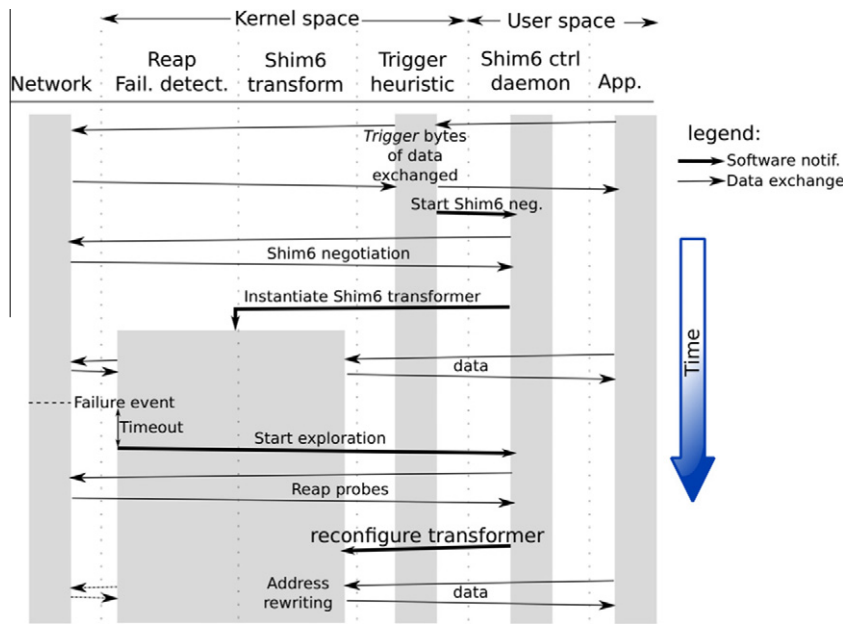 Kernel space
User space
Network
Reap
Fail. detect.
Shim6
transform
Trigger
heuristic
Shim6 ctrl
daemon
App.
legend:
Software notif.
Data exchange
Trigger bytes
of data
exchanged
Start Shim6 neg.
Shim6 negotiation
Instantiate Shim6 transformer
data
Failure event
Timeout
Start exploration
Reap probes
reconfigure transformer
Address
rewriting
data
Time